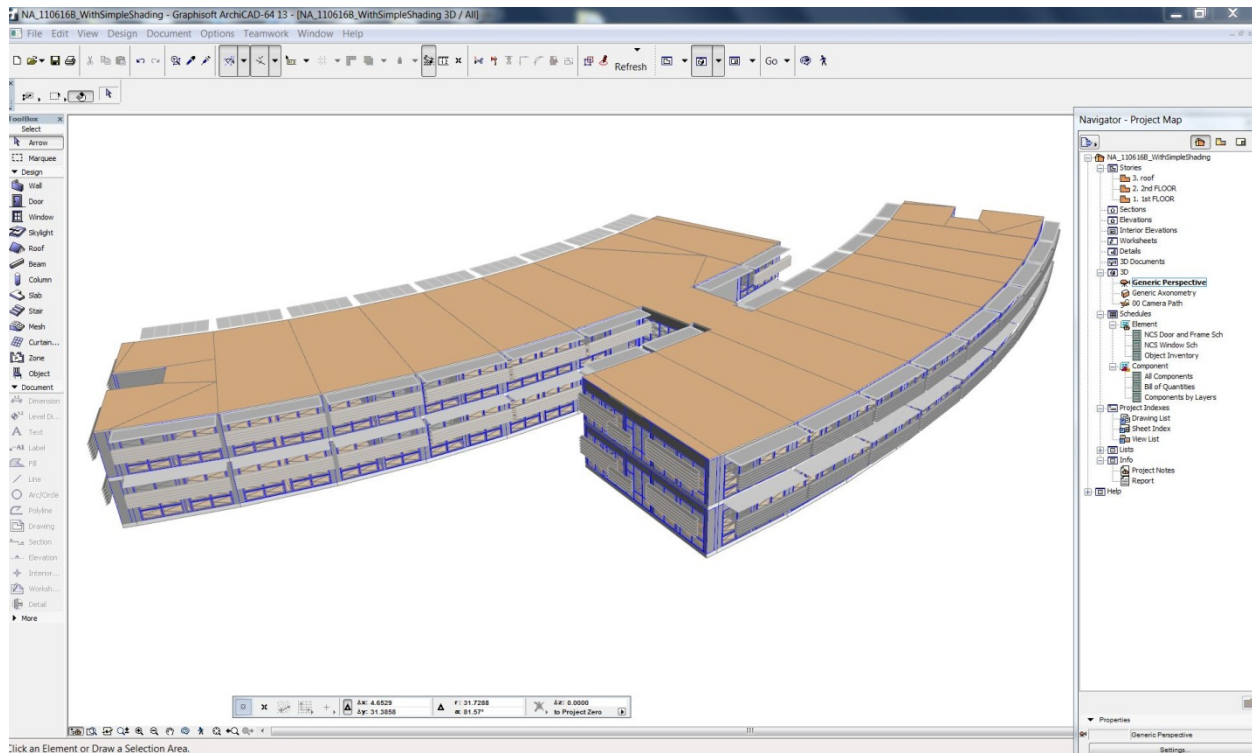 NA_110616B_WithSimpleShading - Graphisoft ArchiCAD-64 13 - [NA_110616B_WithSimpleShading 3D / All]
File Edit View Design Document Options Teamwork Window Help
Refresh
Go
ToolBox
Select
Arrow
Marquee
Design
Wall
Door
Window
Skylight
Roof
Beam
Column
Slab
Stair
Mesh
Curtain...
Zone
Object
Document
Dimension
Level Di...
Text
Label
Fill
Line
Arc/Circle
Polyline
Drawing
Section
Elevation
Interior...
Worksh...
Detail
More
Navigator - Project Map
NA_110616B_WithSimpleShading
Stories
3. roof
2. 2nd FLOOR
1. 1st FLOOR
Sections
Elevations
Interior Elevations
Worksheets
Details
3D Documents
3D
Generic Perspective
Generic Axonometry
00 Camera Path
Schedules
Element
NCS Door and Frame Sch
NCS Window Sch
Object Inventory
Component
All Components
Bill of Quantities
Components by Layers
Project Indexes
Drawing List
Sheet Index
View List
Lists
Info
Project Notes
Report
Help
Properties
Generic Perspective
Settings...
Δx: 4.6529 r: 31.7288 Δz: 0.0000
Δy: 31.3858 α: 81.57° to Project Zero
Click an Element or Draw a Selection Area.